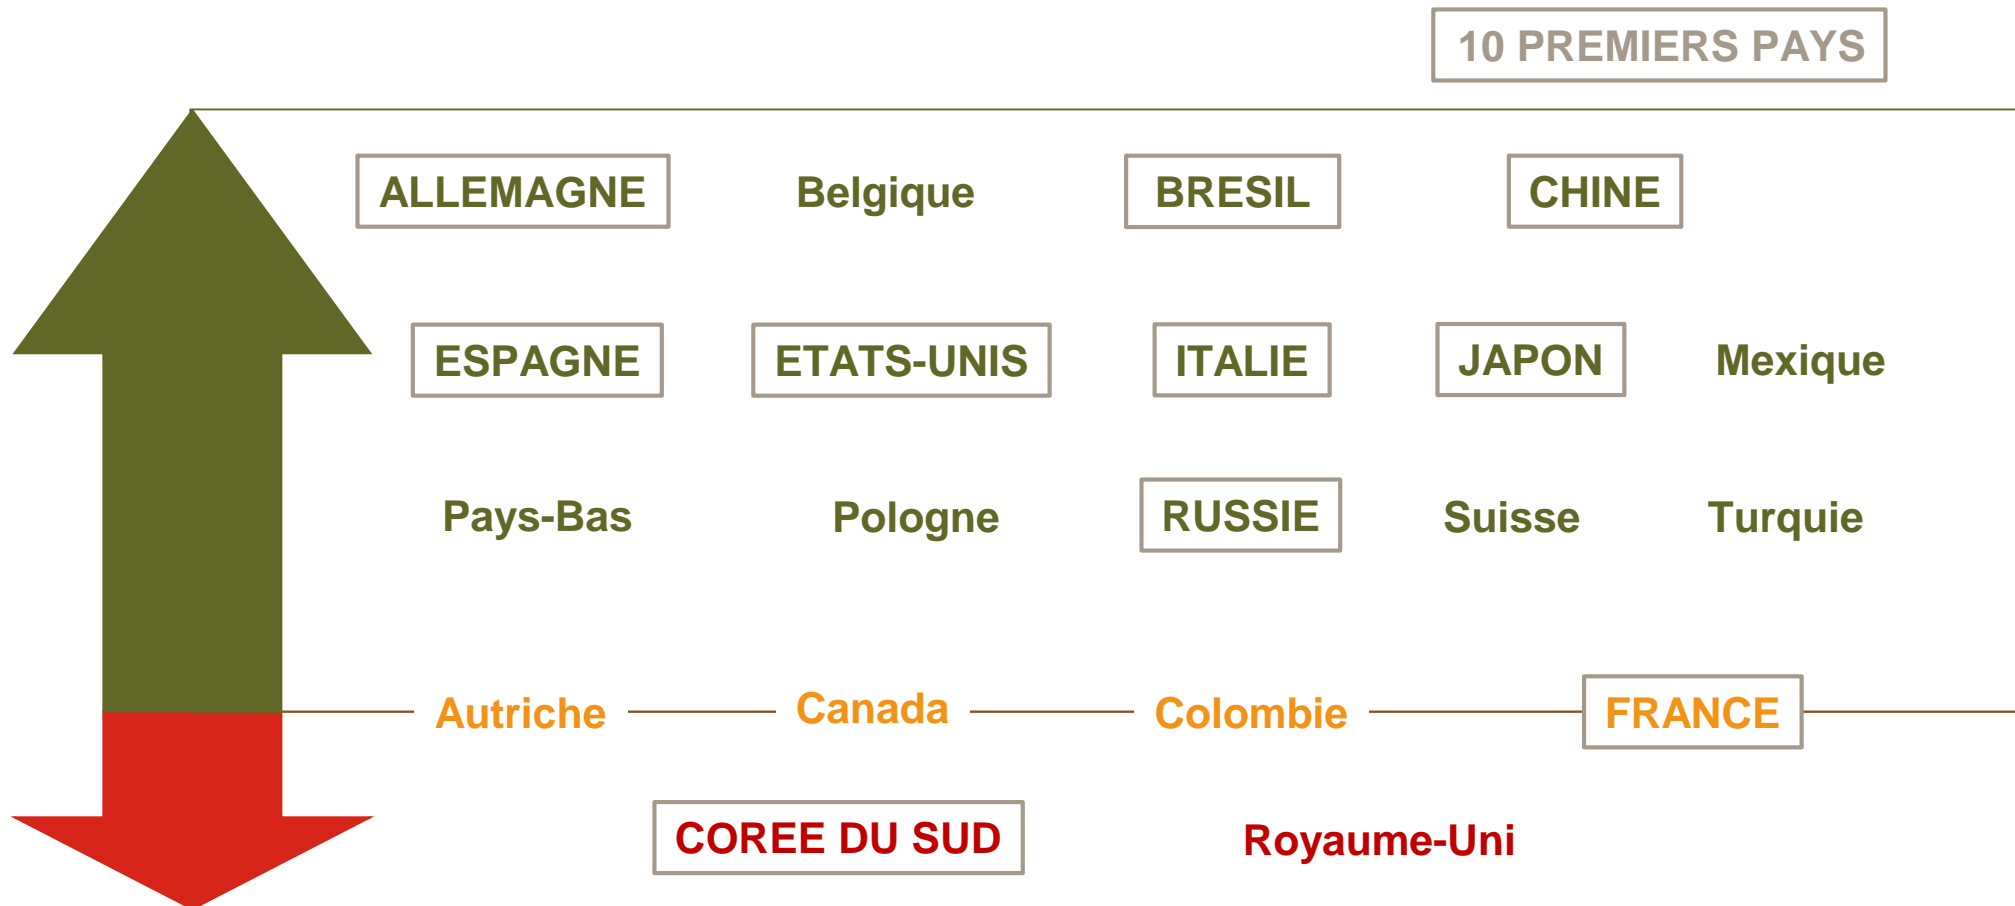 10 PREMIERS PAYS
ALLEMAGNE Belgique BRESIL CHINE
ESPAGNE ETATS-UNIS ITALIE JAPON Mexique
Pays-Bas Pologne RUSSIE Suisse Turquie
Autriche Canada Colombie FRANCE
COREE DU SUD Royaume-Uni